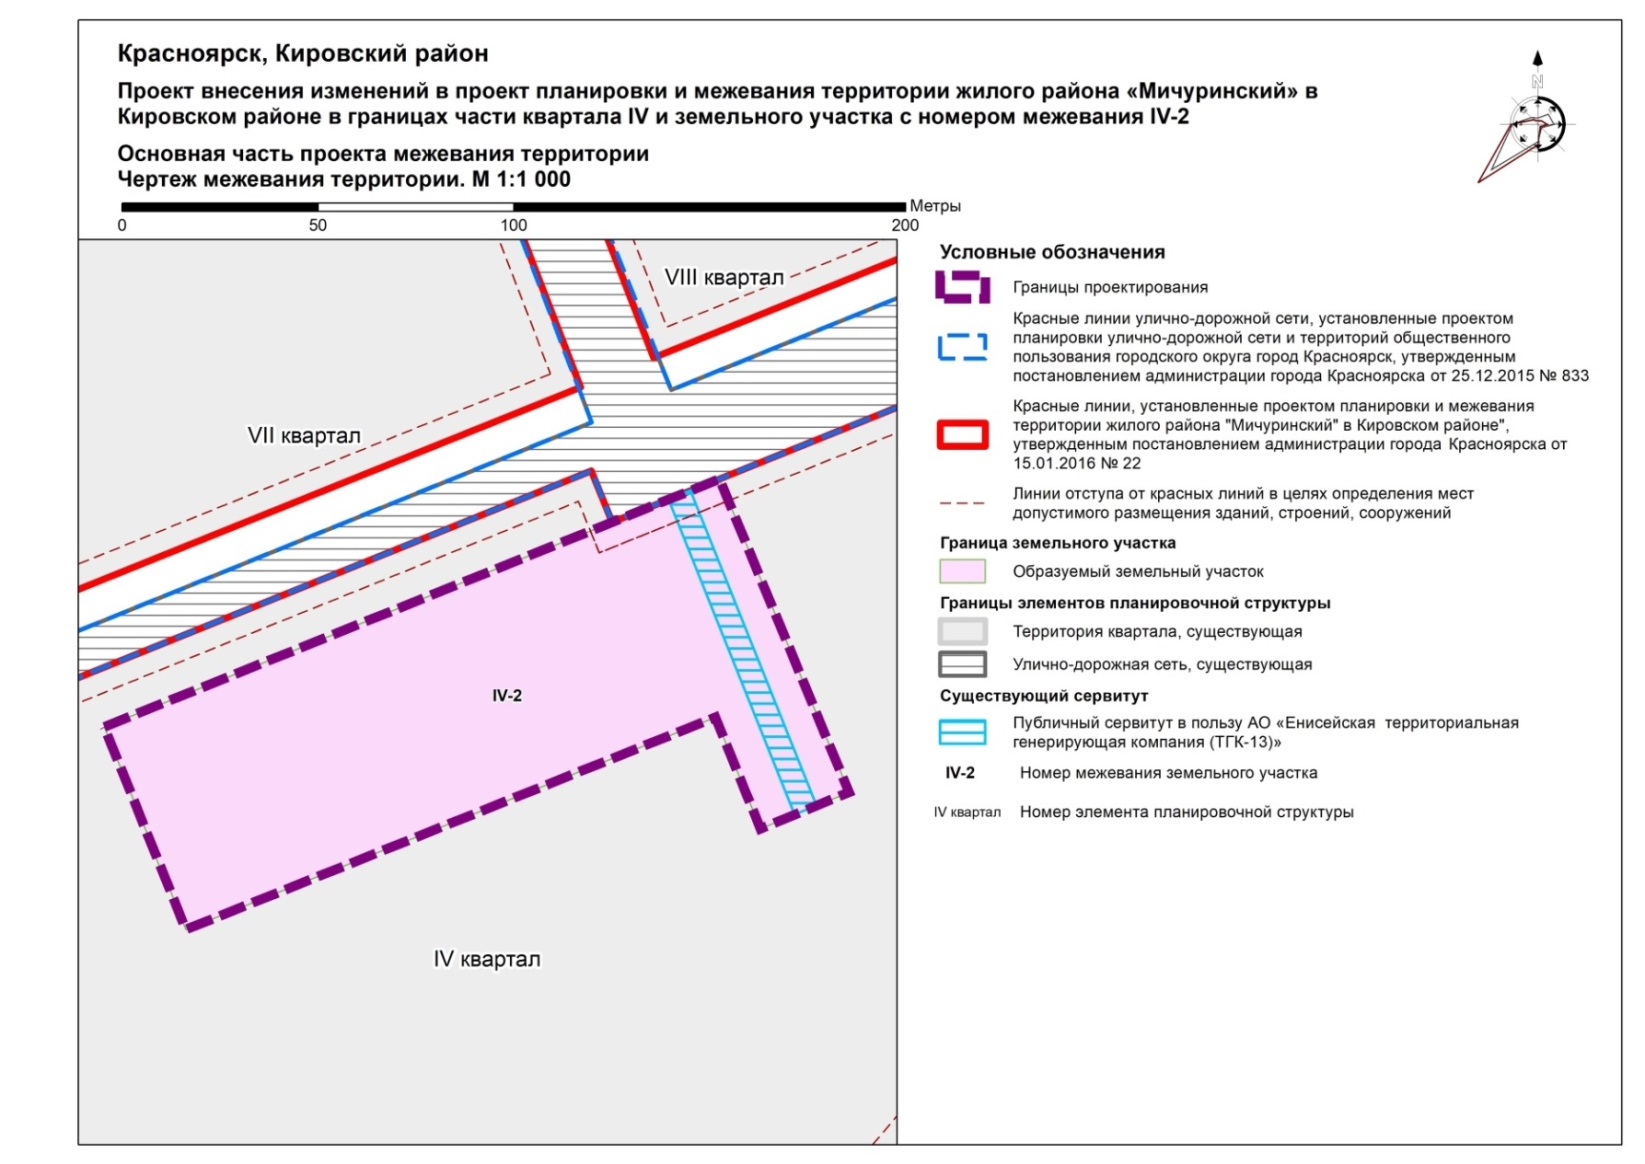 Красноярск, Кировский район
Проект внесения изменений в проект планировки и межевания территории жилого района «Мичуринский» в
Кировском районе в границах части квартала IV и земельного участка с номером межевания IV-2
Основная часть проекта межевания территории
Чертеж межевания территории. М 1:1 000
Метры
0 50 100 200
N
VIII квартал
VII квартал
IV-2
IV квартал
Условные обозначения
Границы проектирования
Красные линии улично-дорожной сети, установленные проектом
планировки улично-дорожной сети и территорий общественного
пользования городского округа город Красноярск, утвержденным
постановлением администрации города Красноярска от 25.12.2015 № 833
Красные линии, установленные проектом планировки и межевания
территории жилого района "Мичуринский" в Кировском районе",
утвержденным постановлением администрации города Красноярска от
15.01.2016 № 22
Линии отступа от красных линий в целях определения мест
допустимого размещения зданий, строений, сооружений
Граница земельного участка
Образуемый земельный участок
Границы элементов планировочной структуры
Территория квартала, существующая
Улично-дорожная сеть, существующая
Существующий сервитут
Публичный сервитут в пользу АО «Енисейская территориальная
генерирующая компания (ТГК-13)»
IV-2 Номер межевания земельного участка
IV квартал Номер элемента планировочной структуры